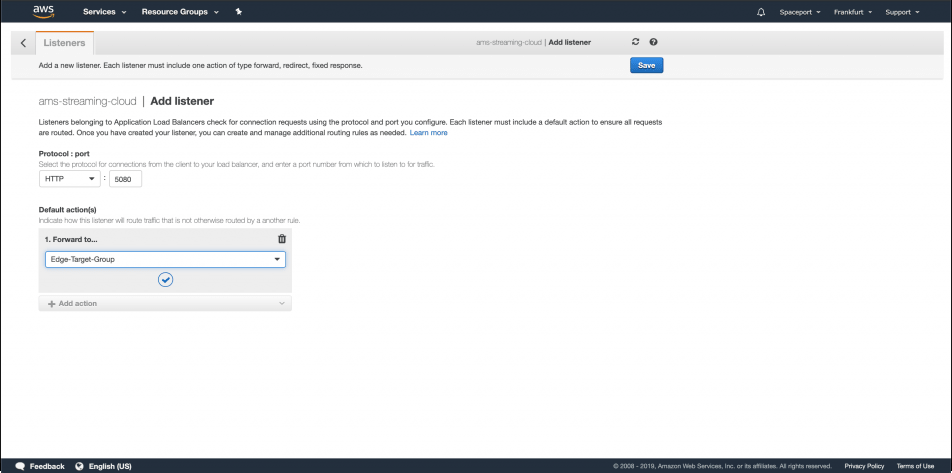 aws Services Resource Groups Spaceport Frankfurt Support
Listeners ams-streaming-cloud | Add listener
Add a new listener. Each listener must include one action of type forward, redirect, fixed response. Save
ams-streaming-cloud | Add listener
Listeners belonging to Application Load Balancers check for connection requests using the protocol and port you configure. Each listener must include a default action to ensure all requests
are routed. Once you have created your listener, you can create and manage additional routing rules as needed. Learn more
Protocol : port
Select the protocol for connections from the client to your load balancer, and enter a port number from which to listen to for traffic.
HTTP : 5080
Default action(s)
Indicate how this listener will route traffic that is not otherwise routed by a another rule.
1. Forward to...
Edge-Target-Group
Add action
Feedback English (US) © 2008 - 2019, Amazon Web Services, Inc. or its affiliates. All rights reserved. Privacy Policy Terms of Use